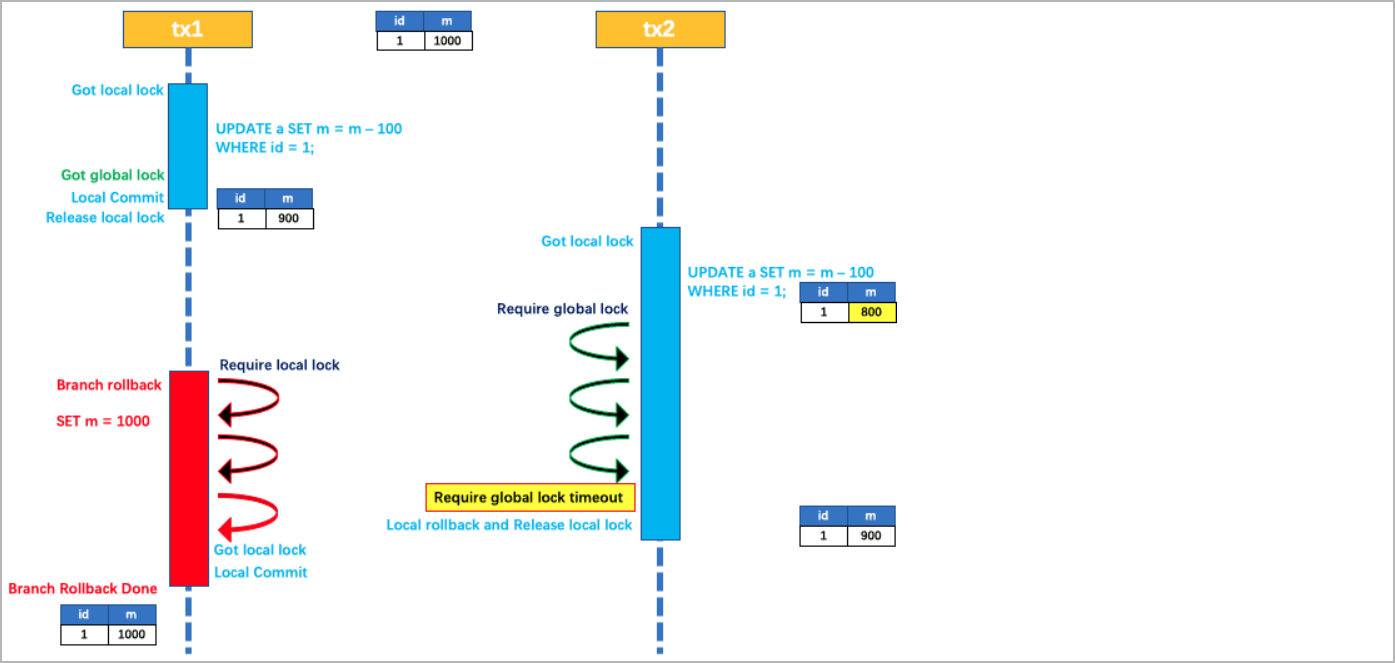 tx1
id m
1 1000
tx2
Got local lock
UPDATE a SET m = m – 100
WHERE id = 1;
Got global lock
Local Commit
Release local lock
id m
1 900
Got local lock
UPDATE a SET m = m – 100
WHERE id = 1;
id m
1 800
Require global lock
Require local lock
Branch rollback
SET m = 1000
Require global lock timeout
Local rollback and Release local lock
id m
1 900
Got local lock
Local Commit
Branch Rollback Done
id m
1 1000